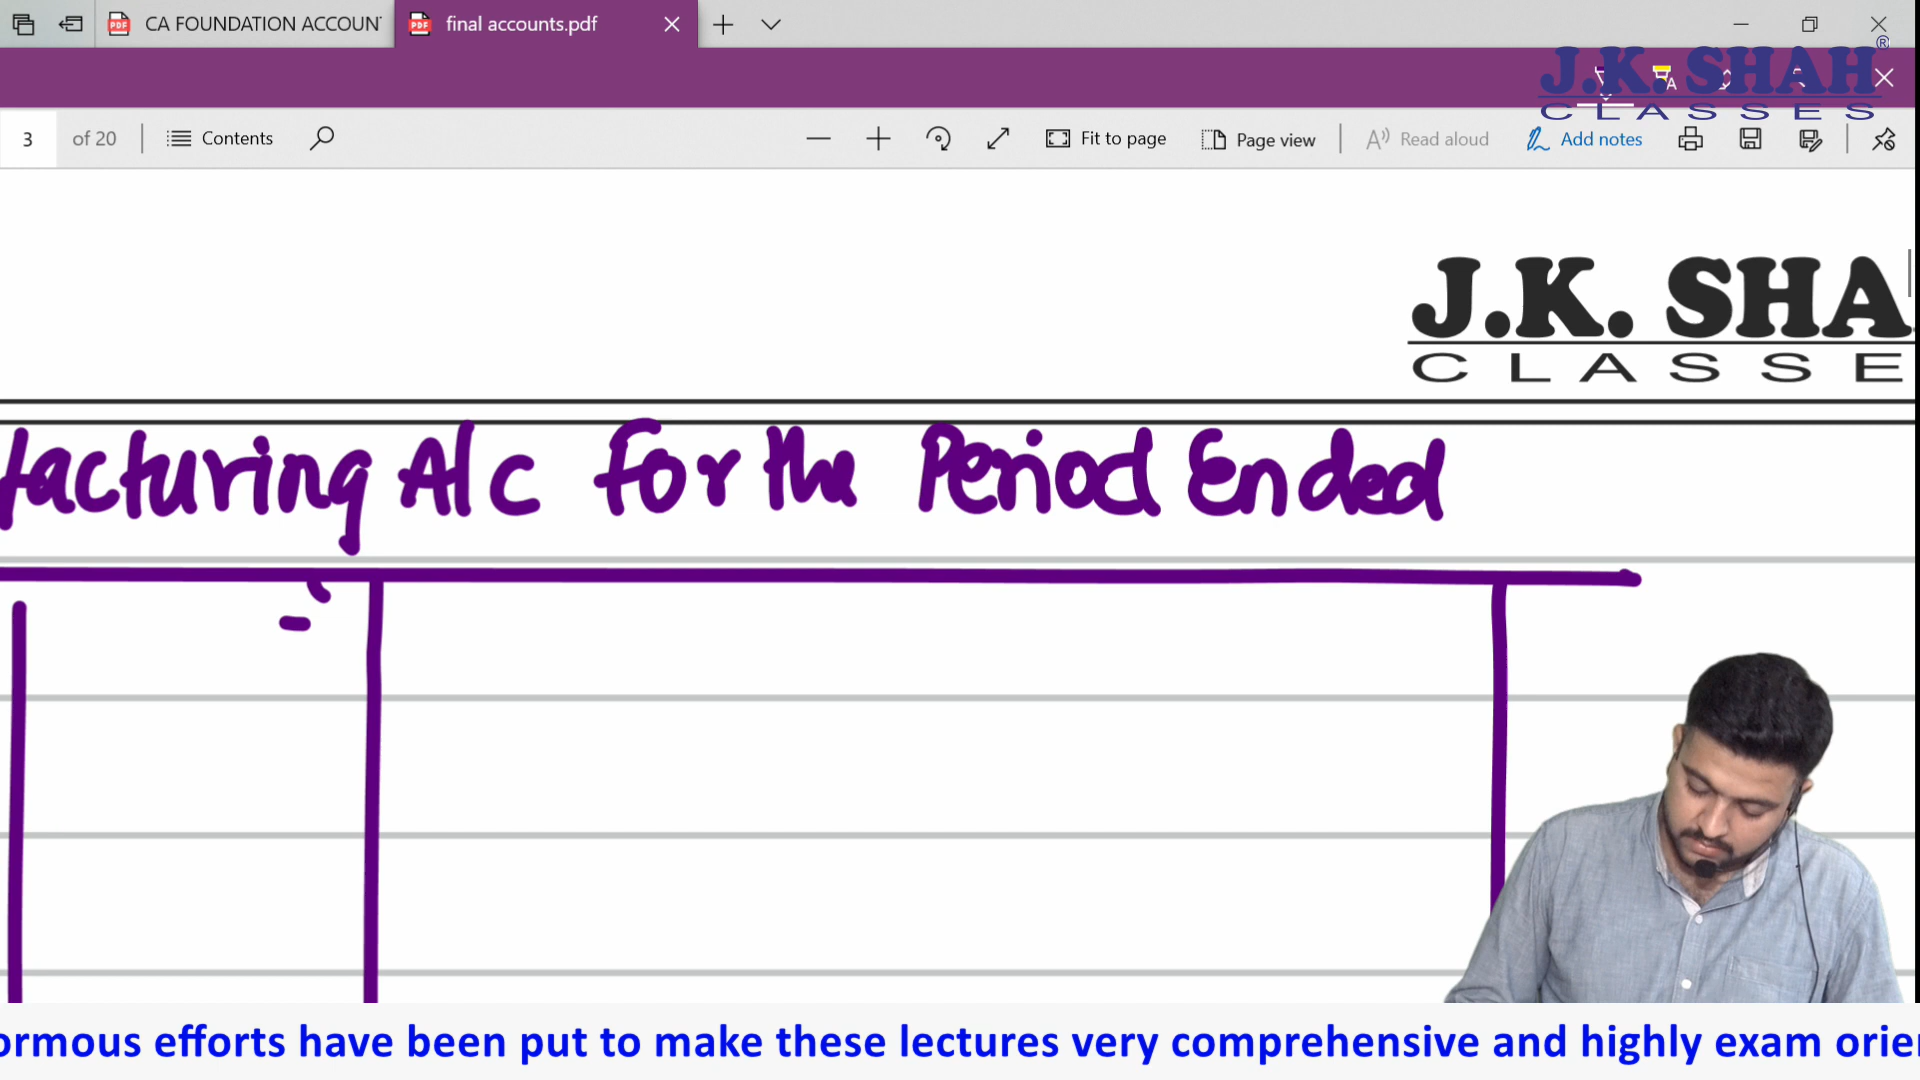 CA FOUNDATION ACCOUN
final accounts.pdf
J.K. SHAH®
CLASSES
3 of 20 Contents Fit to page Page view Read aloud Add notes
J.K. SHA
CLASSE
facturing A/c for the Period Ended
ormous efforts have been put to make these lectures very comprehensive and highly exam orie